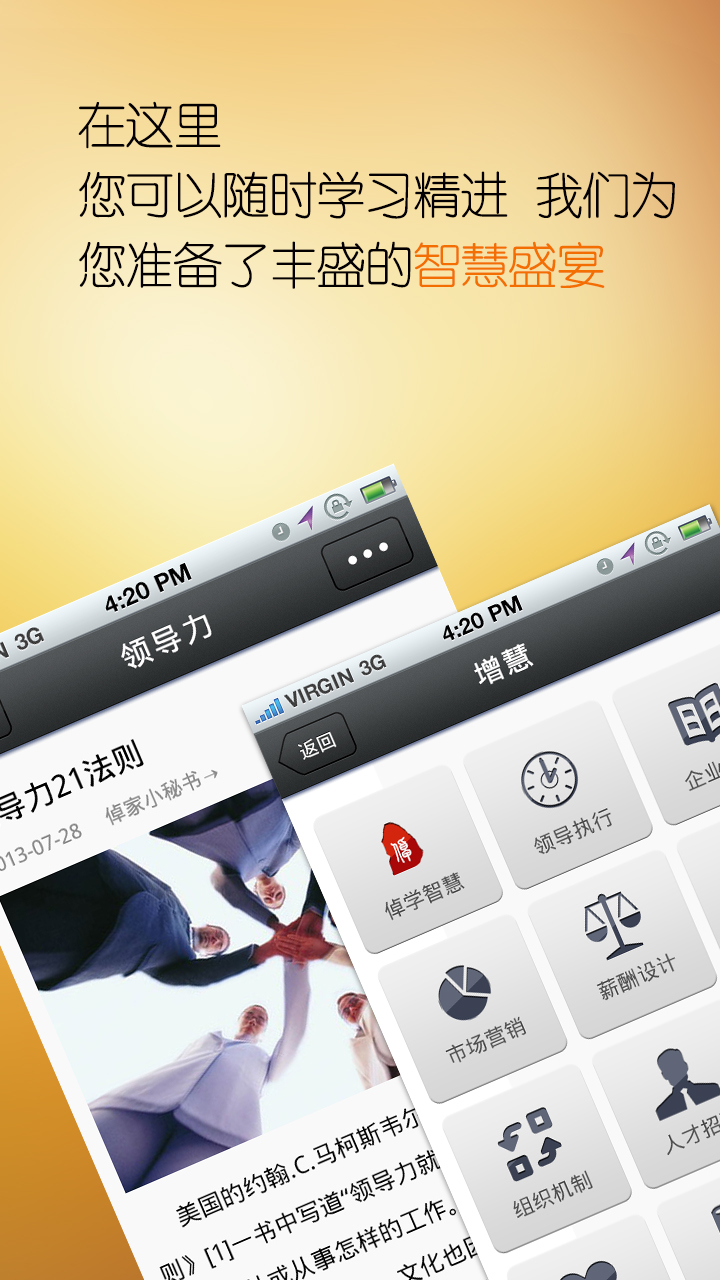 在这里
您可以随时学习精进 我们为
您准备了丰盛的智慧盛宴
N 3G 4:20 PM
领导力
导力21法则
013-07-28 倬家小秘书→
美国的约翰.C.马柯斯韦尔
写道“领导力就
则》[1]一书中
或从事怎样的工作。
文化也因
VIRGIN 3G 4:20 PM
返回 增慧
倬学智慧 领导执行 企业
市场营销 薪酬设计
组织机制 人才招